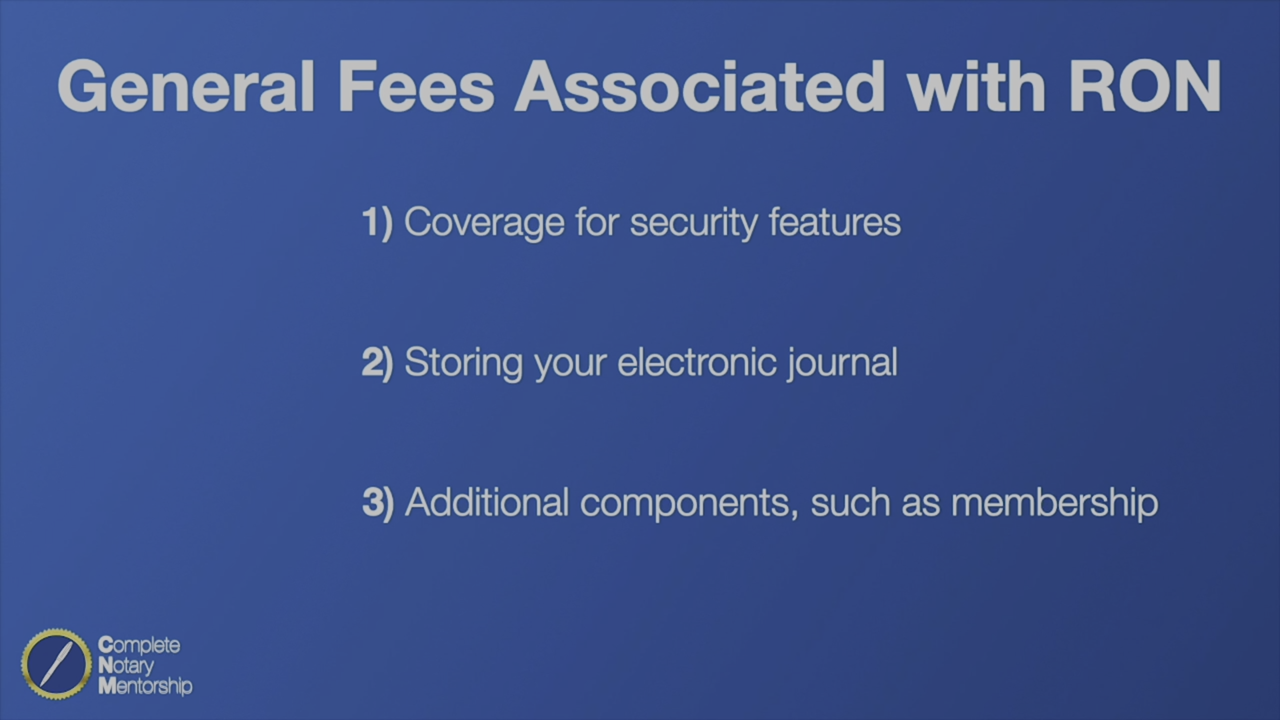 General Fees Associated with RON
1) Coverage for security features
2) Storing your electronic journal
3) Additional components, such as membership
Complete
Notary
Mentorship